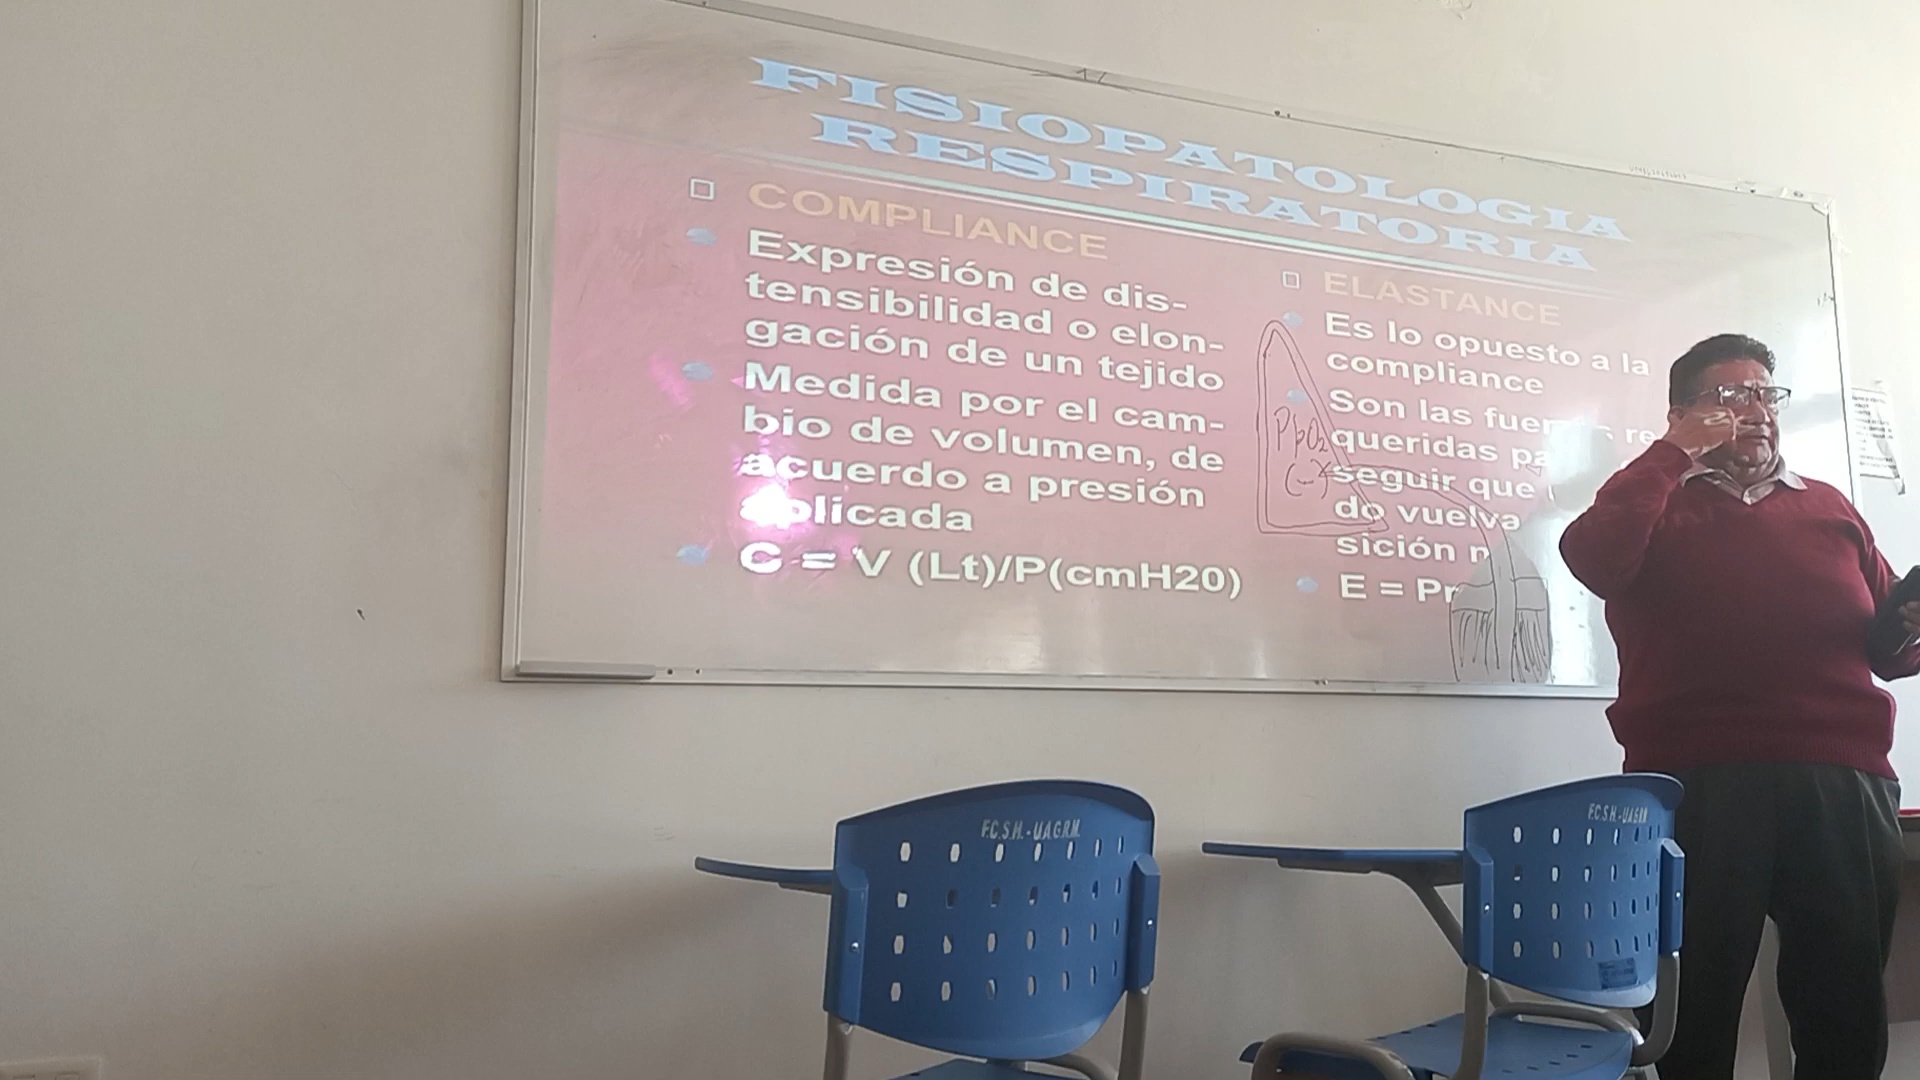 FISIOPATOLOGIA
RESPIRATORIA
COMPLIANCE
Expresión de dis-
tensibilidad o elon-
gación de un tejido
Medida por el cam-
bio de volumen, de
acuerdo a presión
aplicada
C = V (Lt)/P(cmH20)
ELASTANCE
Es lo opuesto a la
compliance
Son las fuer s re
queridas pa
seguir que
do vuelva
sición n
E = Pr
(-)
F.C.S.H.-U.A.G.R.M.
F.C.S.H.-U.A.G.R.M.